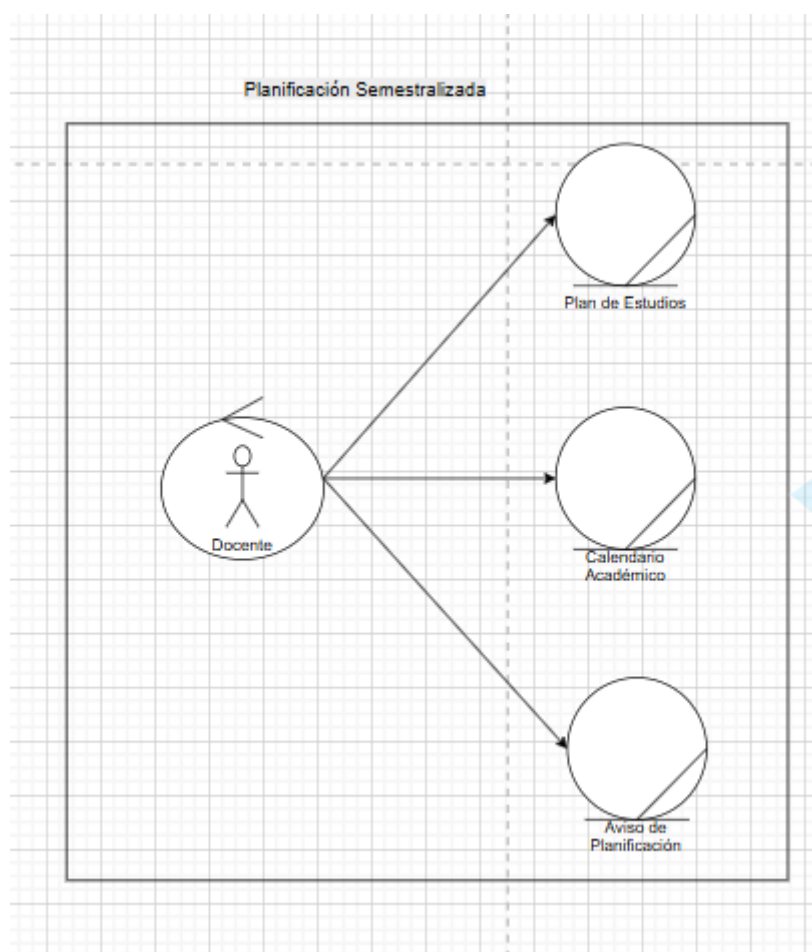 Planificación Semestralizada
Plan de Estudios
Docente
Calendario
Académico
Aviso de
Planificación